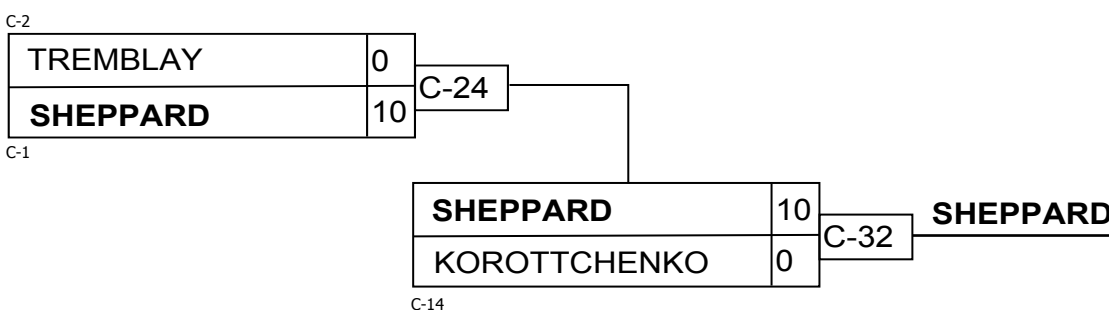 C-2
TREMBLAY 0
C-24
SHEPPARD 10
C-1
SHEPPARD 10
SHEPPARD
C-32
KOROTTCHENKO 0
C-14